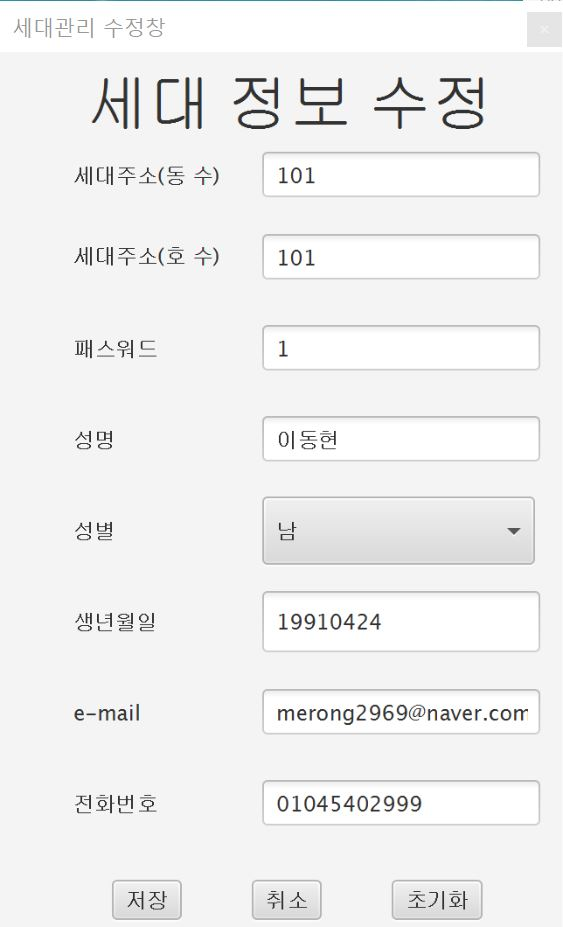 세대관리 수정창
세대 정보 수정
세대주소(동 수) 101
세대주소(호 수) 101
패스워드 1
성명 이동현
성별 남
생년월일 19910424
e-mail merong2969@naver.com
전화번호 01045402999
저장 취소 초기화